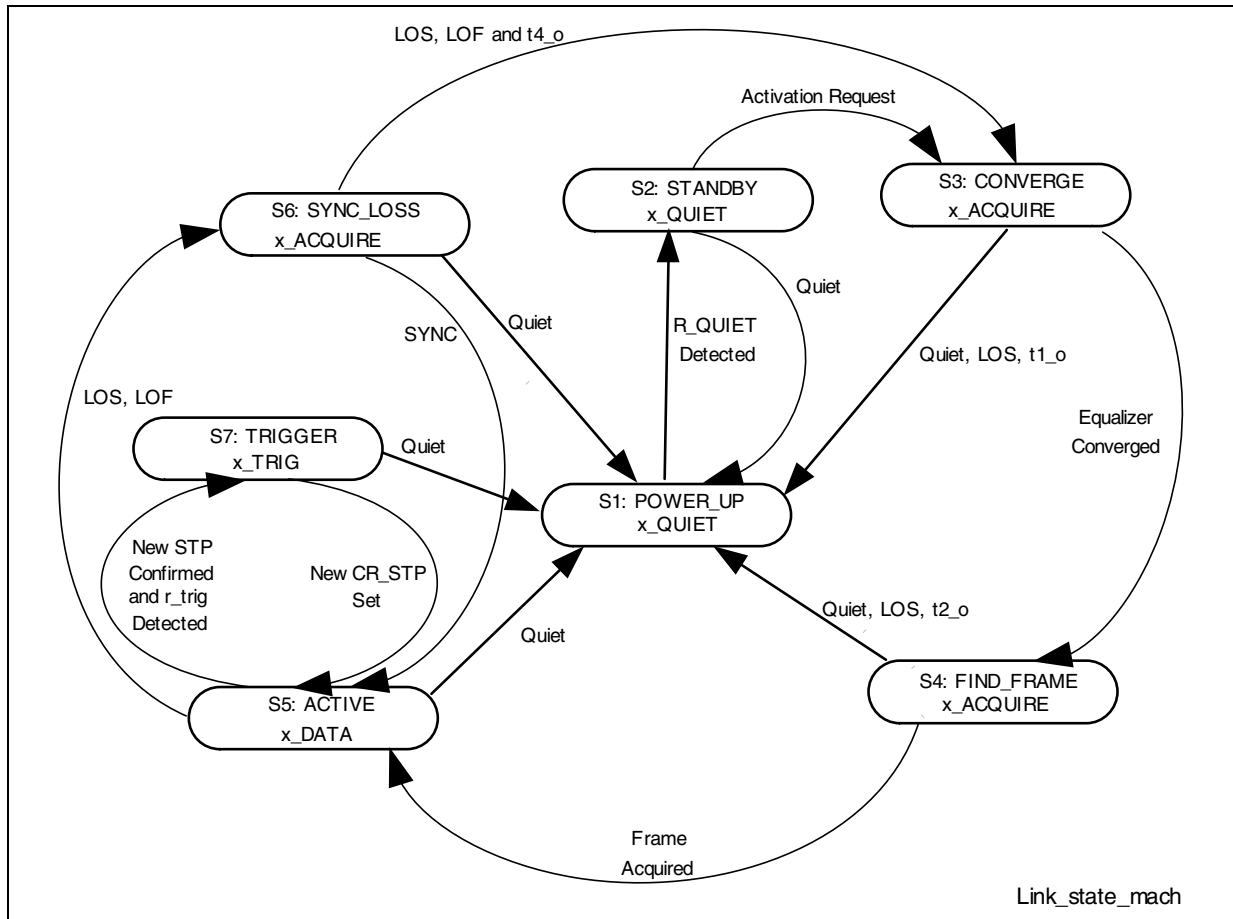 LOS, LOF and t4_o
Activation Request
S2: STANDBY
x_QUIET
S3: CONVERGE
x_ACQUIRE
S6: SYNC_LOSS
x_ACQUIRE
Quiet
Quiet
R_QUIET
Detected
SYNC
Quiet, LOS, t1_o
LOS, LOF
Equalizer
Converged
S7: TRIGGER
x_TRIG
Quiet
S1: POWER_UP
x_QUIET
New STP
Confirmed
and r_trig
Detected
New CR_STP
Set
Quiet, LOS, t2_o
Quiet
S4: FIND_FRAME
x_ACQUIRE
S5: ACTIVE
x_DATA
Frame
Acquired
Link_state_mach